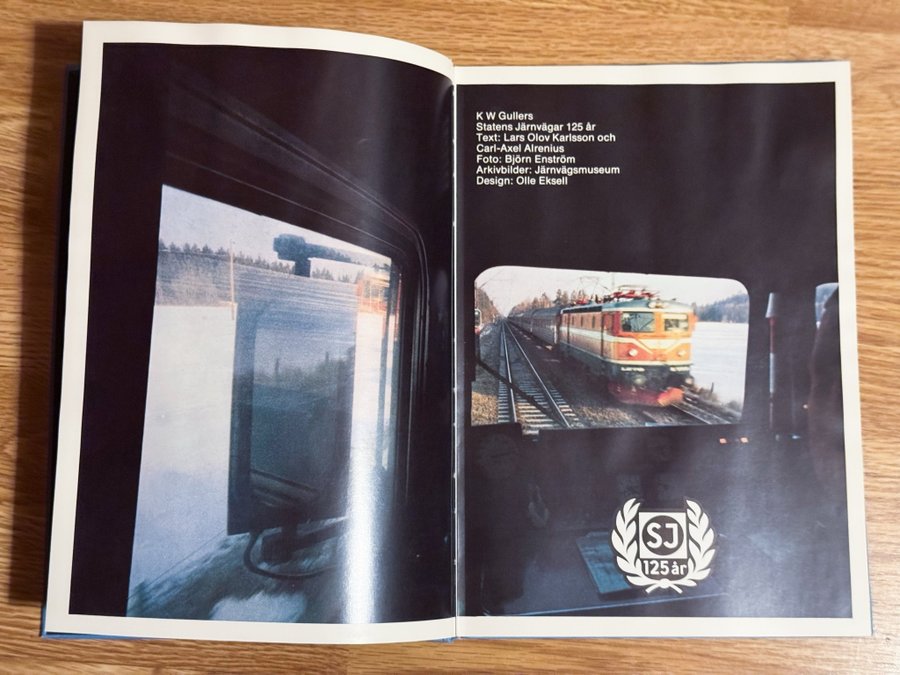 K W Gullers
Statens Järnvägar 125 år
Text: Lars Olov Karlsson och
Carl-Axel Alrenius
Foto: Björn Enström
Arkivbilder: Järnvägsmuseum
Design: Olle Eksell
SJ
125 år